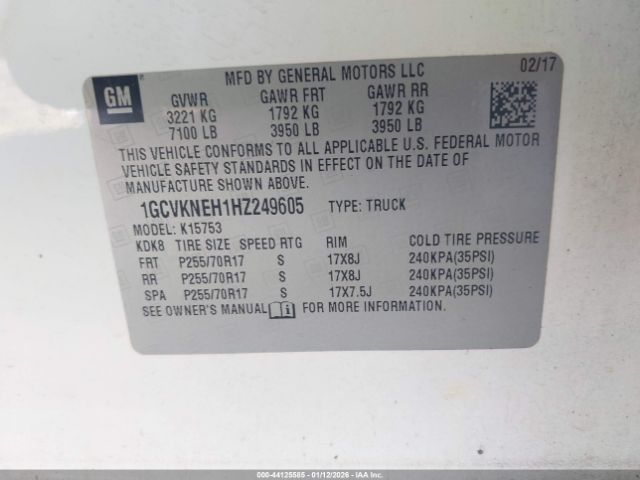 GM
MFD BY GENERAL MOTORS LLC 02/17
GVWR GAWR FRT GAWR RR
3221 KG 1792 KG 1792 KG
7100 LB 3950 LB 3950 LB
THIS VEHICLE CONFORMS TO ALL APPLICABLE U.S. FEDERAL MOTOR
VEHICLE SAFETY STANDARDS IN EFFECT ON THE DATE OF
MANUFACTURE SHOWN ABOVE.
1GCVKNEH1HZ249605 TYPE: TRUCK
MODEL: K15753
KDK8 TIRE SIZE SPEED RTG RIM COLD TIRE PRESSURE
FRT P255/70R17 S 17X8J 240KPA(35PSI)
RR P255/70R17 S 17X8J 240KPA(35PSI)
SPA P255/70R17 S 17X7.5J 240KPA(35PSI)
SEE OWNER'S MANUAL FOR MORE INFORMATION.
000-44125585 - 01/12/2026 - IAA Inc.